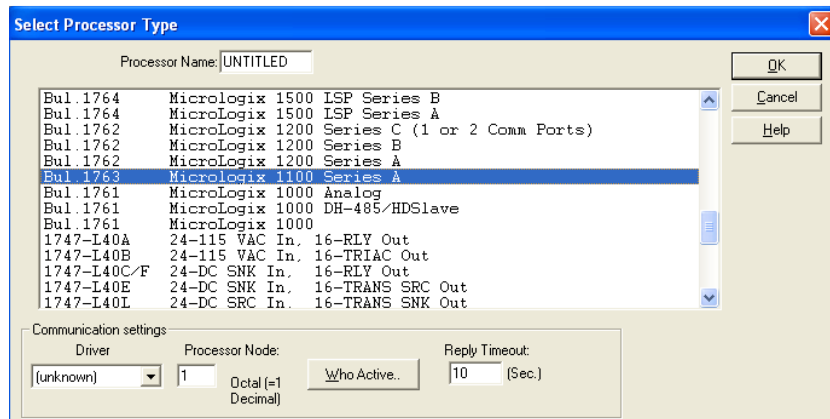 Select Processor Type
Processor Name: UNTITLED
OK
Cancel
Help
Bul.1764 MicroLogix 1500 LSP Series B
Bul.1764 MicroLogix 1500 LSP Series A
Bul.1762 MicroLogix 1200 Series C (1 or 2 Comm Ports)
Bul.1762 MicroLogix 1200 Series B
Bul.1762 MicroLogix 1200 Series A
Bul.1763 Micrologix 1100 Series A
Bul.1761 MicroLogix 1000 Analog
Bul.1761 MicroLogix 1000 DH-485/HDSlave
Bul.1761 MicroLogix 1000
1747-L40A 24-115 VAC In, 16-RLY Out
1747-L40B 24-115 VAC In, 16-TRIAC Out
1747-L40C/F 24-DC SNK In, 16-RLY Out
1747-L40E 24-DC SNK In, 16-TRANS SRC Out
1747-L40L 24-DC SRC In, 16-TRANS SNK Out
Communication settings
Driver
(unknown)
Processor Node:
1
Octal (=1
Decimal)
Who Active..
Reply Timeout:
10 (Sec.)